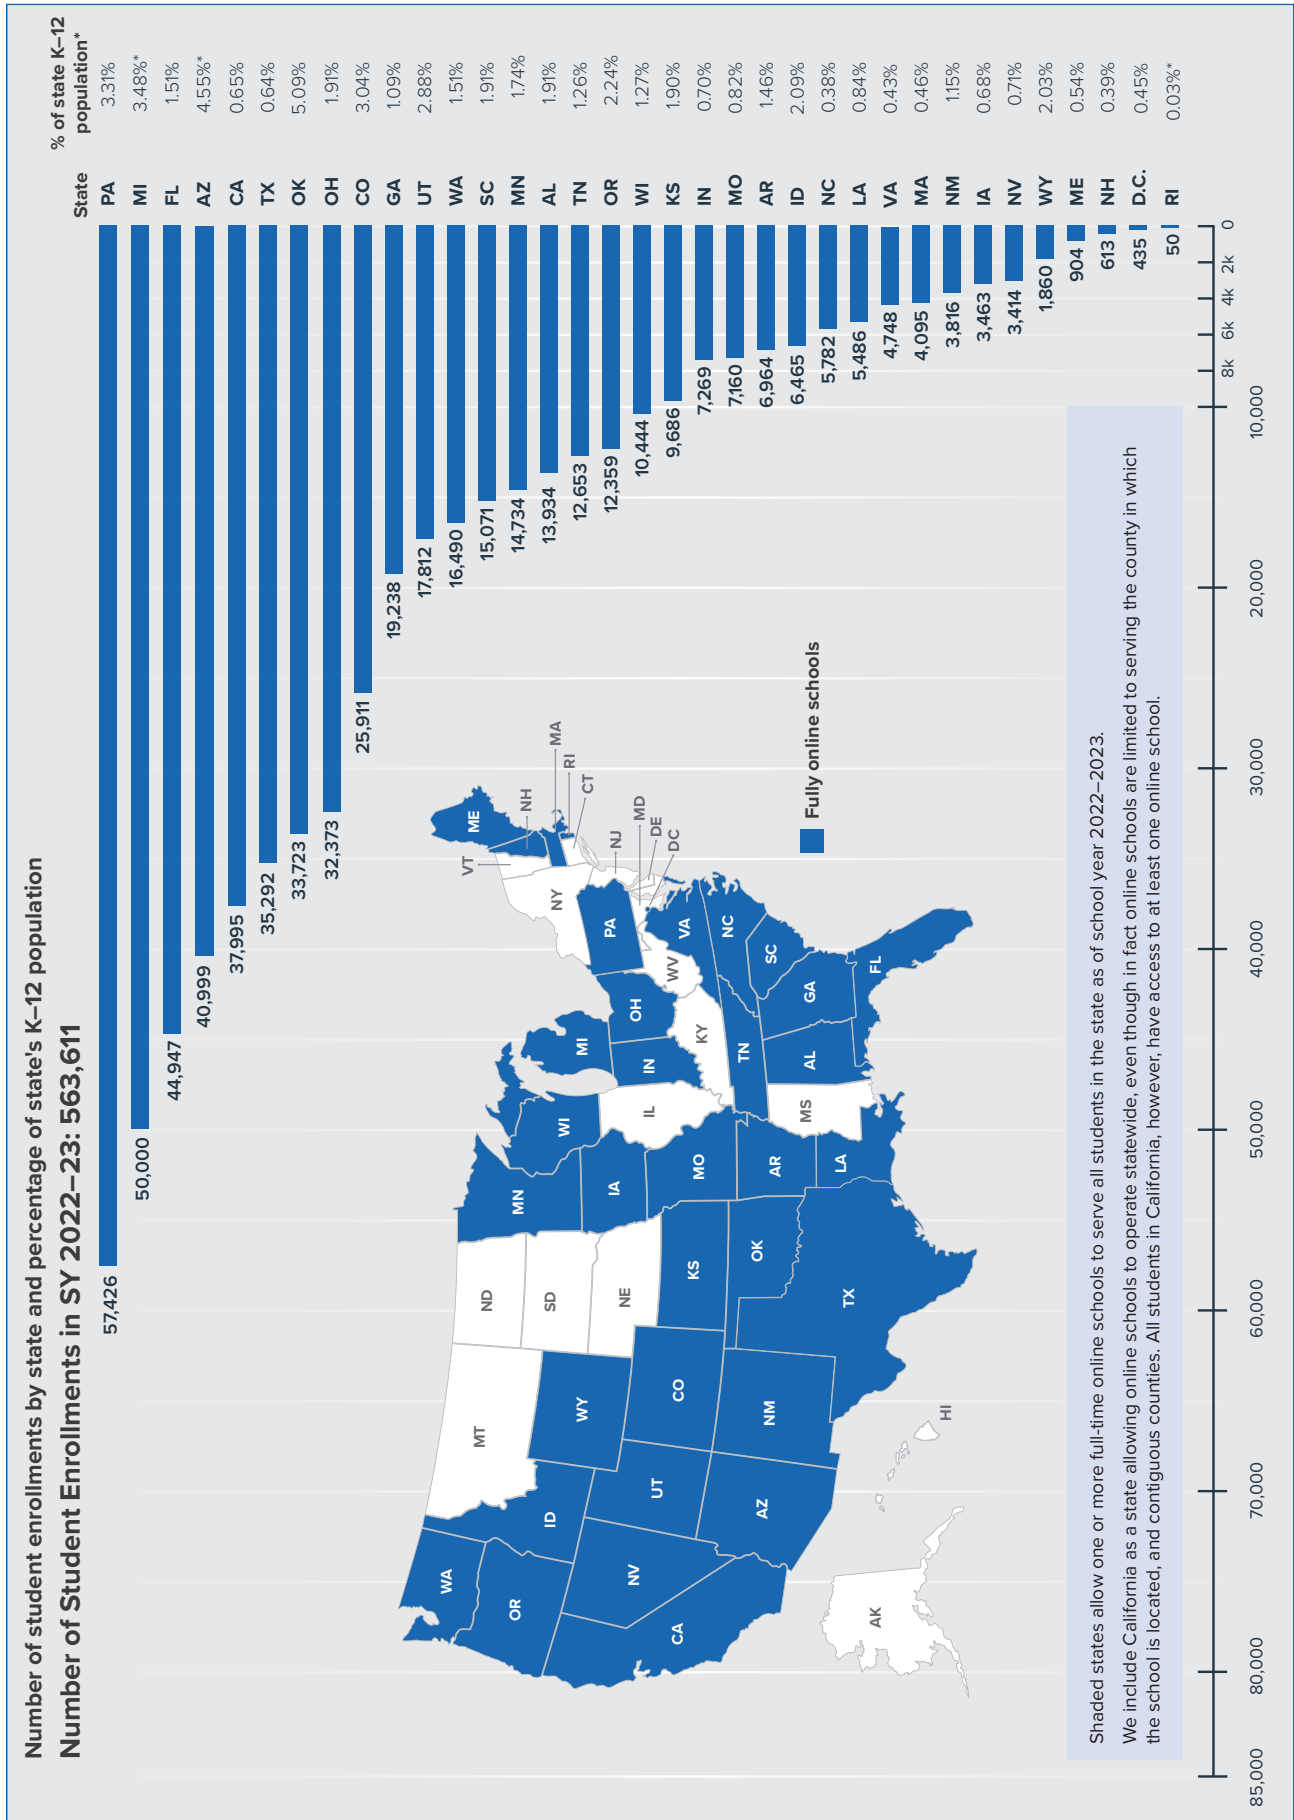 Number of student enrollments by state and percentage of state's K–12 population
Number of Student Enrollments in SY 2022–23: 563,611
State
% of state K–12
population*
57,426 PA 3.31%
50,000 MI 3.48%*
44,947 FL 1.51%
40,999 AZ 4.55%*
37,995 CA 0.65%
35,292 TX 0.64%
33,723 OK 5.09%
32,373 OH 1.91%
25,911 CO 3.04%
19,238 GA 1.09%
17,812 UT 2.88%
16,490 WA 1.51%
15,071 SC 1.91%
14,734 MN 1.74%
13,934 AL 1.91%
12,653 TN 1.26%
12,359 OR 2.24%
10,444 WI 1.27%
9,686 KS 1.90%
7,269 IN 0.70%
7,160 MO 0.82%
6,964 AR 1.46%
6,465 ID 2.09%
5,782 NC 0.38%
5,486 LA 0.84%
4,748 VA 0.43%
4,095 MA 0.46%
3,816 NM 1.15%
3,463 IA 0.68%
3,414 NV 0.71%
1,860 WY 2.03%
904 ME 0.54%
613 NH 0.39%
435 D.C. 0.45%
50 RI 0.03%*
WA
MT
ND
VT
ME
NH
MA
RI
CT
OR
ID
SD
MN
WI
MI
NY
NJ
MD
DE
DC
WY
NE
IA
IL
IN
OH
PA
WV
VA
NV
UT
CO
KS
MO
KY
NC
CA
AZ
NM
OK
AR
TN
SC
TX
LA
MS
AL
GA
FL
AK
HI
Fully online schools
Shaded states allow one or more full-time online schools to serve all students in the state as of school year 2022–2023.
We include California as a state allowing online schools to operate statewide, even though in fact online schools are limited to serving the county in which
the school is located, and contiguous counties. All students in California, however, have access to at least one online school.
85,000 80,000 70,000 60,000 50,000 40,000 30,000 20,000 10,000 8k 6k 4k 2k 0